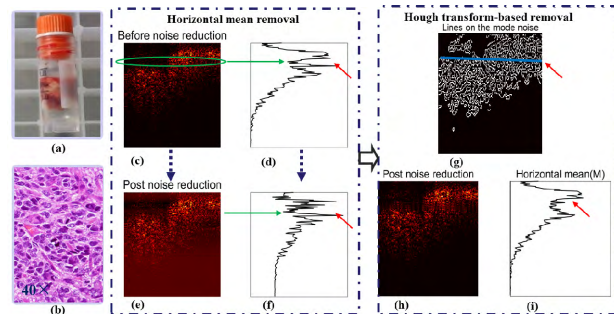 Horizontal mean removal
Before noise reduction
(a)
(c)
(d)
Post noise reduction
40×
(b)
(e)
(f)
Hough transform-based removal
Lines on the mode noise
(g)
Post noise reduction
Horizontal mean(M)
(h)
(i)